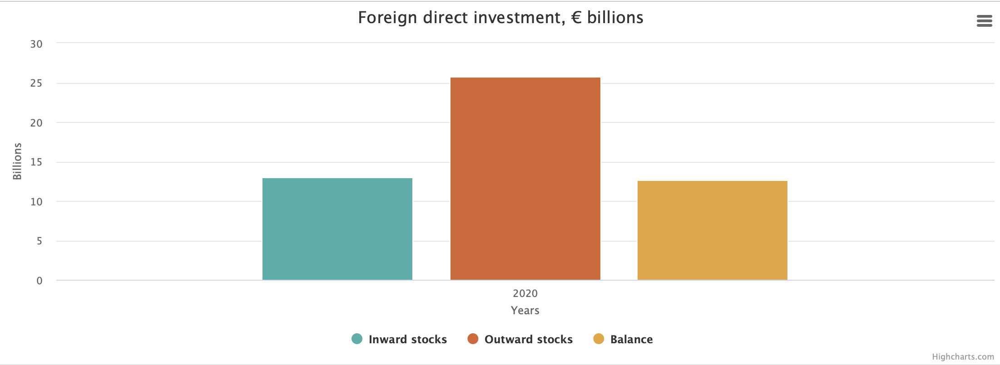 Foreign direct investment, € billions
30
25
20
15
10
5
0
Billions
2020
Years
Inward stocks Outward stocks Balance
Highcharts.com